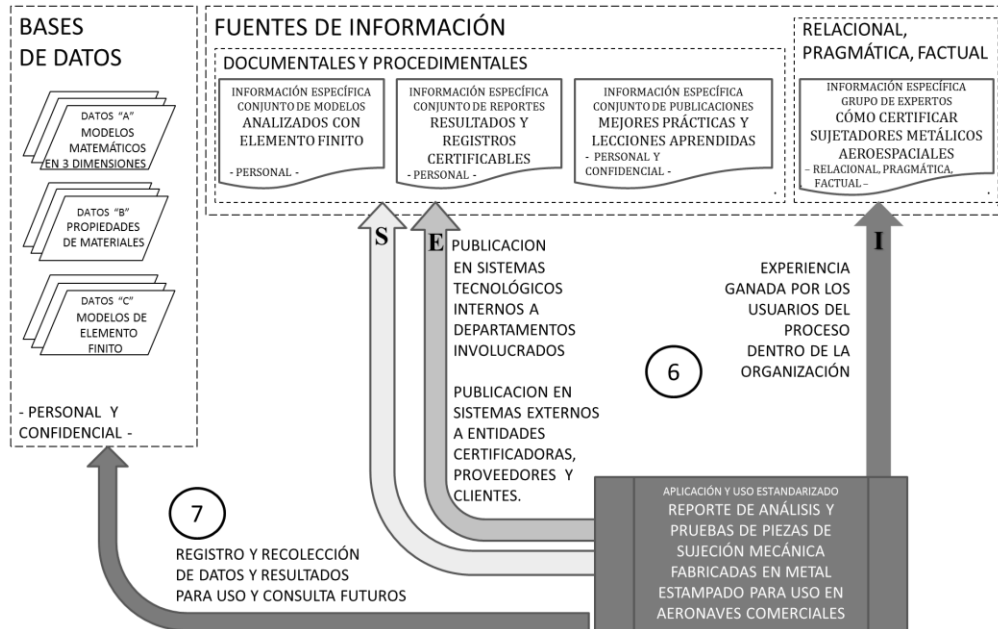 BASES
DE DATOS
DATOS "A"
MODELOS
MATEMÁTICOS
EN 3 DIMENSIONES
DATOS "B"
PROPIEDADES
DE MATERIALES
DATOS "C"
MODELOS DE
ELEMENTO
FINITO
- PERSONAL Y
CONFIDENCIAL -
FUENTES DE INFORMACIÓN
DOCUMENTALES Y PROCEDIMENTALES
INFORMACIÓN ESPECÍFICA
CONJUNTO DE MODELOS
ANALIZADOS CON
ELEMENTO FINITO
- PERSONAL -
INFORMACIÓN ESPECÍFICA
CONJUNTO DE REPORTES
RESULTADOS Y
REGISTROS
CERTIFICABLES
- PERSONAL -
INFORMACIÓN ESPECÍFICA
CONJUNTO DE PUBLICACIONES
MEJORES PRÁCTICAS Y
LECCIONES APRENDIDAS
- PERSONAL Y
CONFIDENCIAL -
.
RELACIONAL,
PRAGMÁTICA, FACTUAL
INFORMACIÓN ESPECÍFICA
GRUPO DE EXPERTOS
CÓMO CERTIFICAR
SUJETADORES METÁLICOS
AEROESPACIALES
– RELACIONAL, PRAGMÁTICA,
FACTUAL –
.
S
E
I
PUBLICACION
EN SISTEMAS
TECNOLÓGICOS
INTERNOS A
DEPARTAMENTOS
INVOLUCRADOS
PUBLICACION EN
SISTEMAS EXTERNOS
A ENTIDADES
CERTIFICADORAS,
PROVEEDORES Y
CLIENTES.
6
EXPERIENCIA
GANADA POR LOS
USUARIOS DEL
PROCESO
DENTRO DE LA
ORGANIZACIÓN
7
REGISTRO Y RECOLECCIÓN
DE DATOS Y RESULTADOS
PARA USO Y CONSULTA FUTUROS
APLICACIÓN Y USO ESTANDARIZADO
REPORTE DE ANÁLISIS Y
PRUEBAS DE PIEZAS DE
SUJECIÓN MECÁNICA
FABRICADAS EN METAL
ESTAMPADO PARA USO EN
AERONAVES COMERCIALES